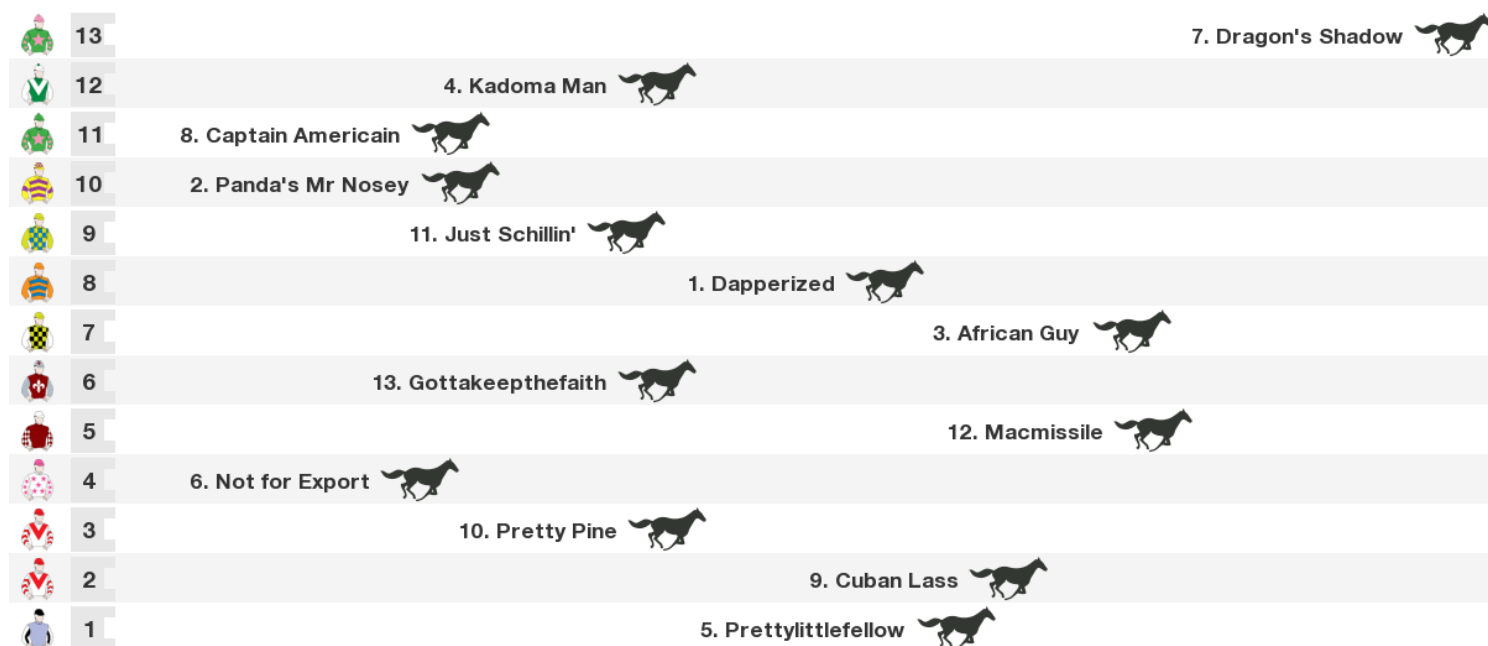 13 7. Dragon's Shadow
12 4. Kadoma Man
11 8. Captain Americain
10 2. Panda's Mr Nosey
9 11. Just Schillin'
8 1. Dapperized
7 3. African Guy
6 13. Gottakeepthefaith
5 12. Macmissile
4 6. Not for Export
3 10. Pretty Pine
2 9. Cuban Lass
1 5. Prettylittlefellow